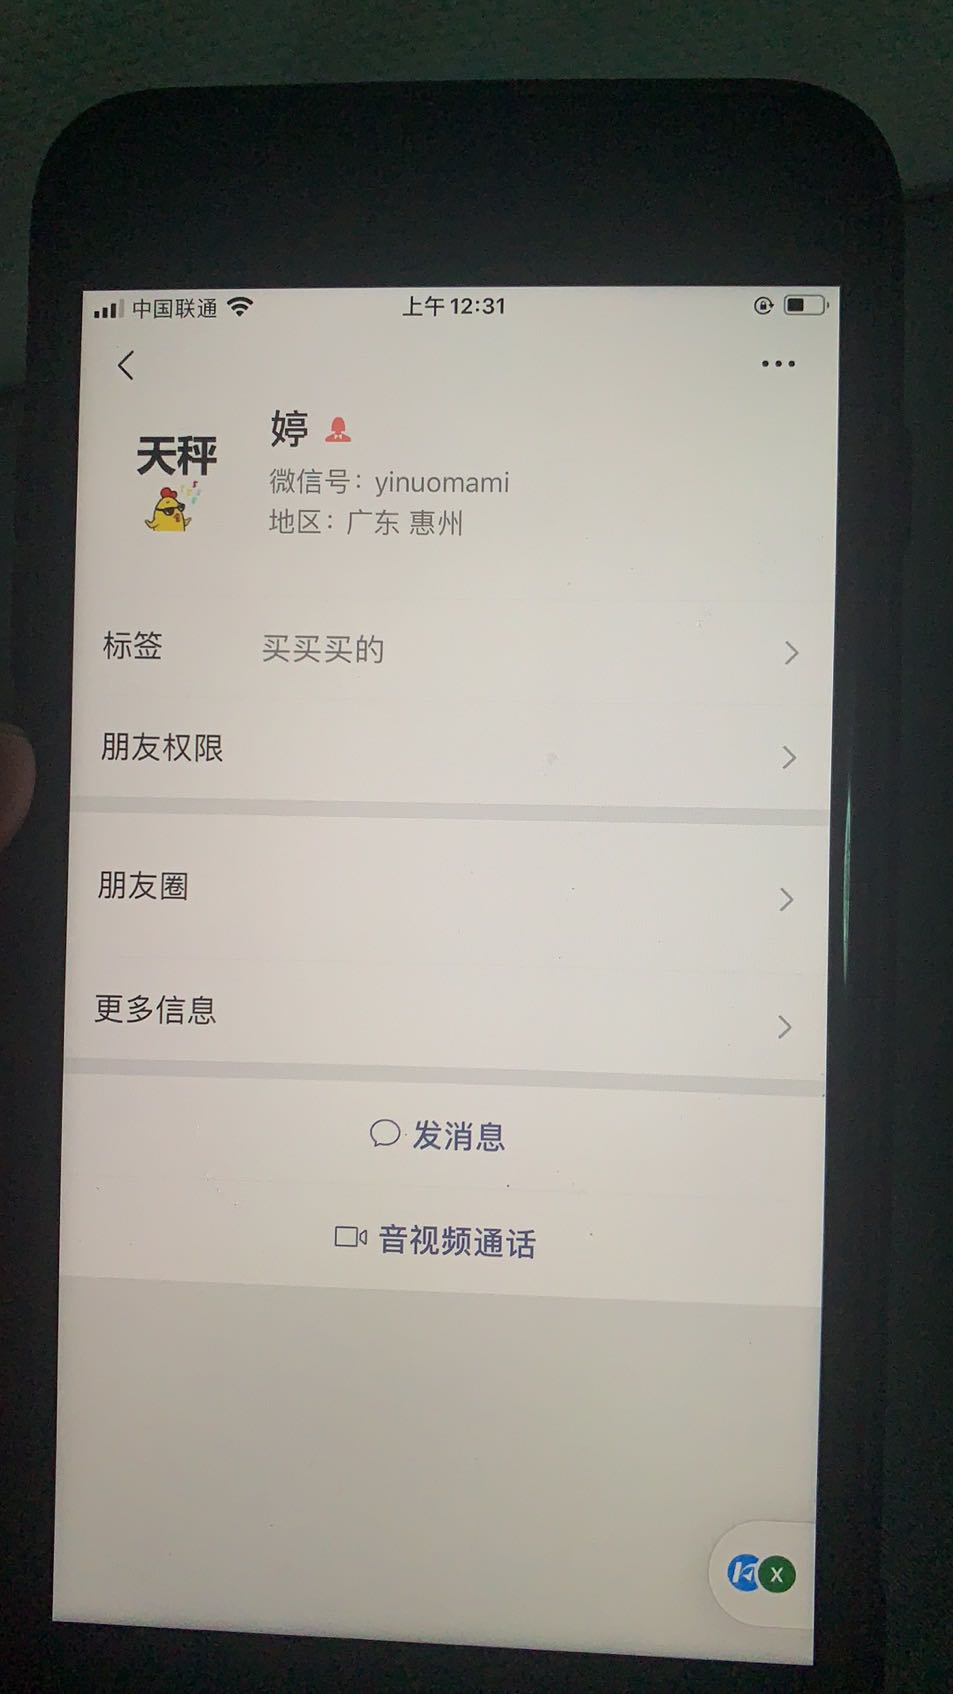 中国联通
上午12:31
天秤
婷
微信号：yinuomami
地区：广东 惠州
标签 买买买的
朋友权限
朋友圈
更多信息
发消息
音视频通话
X